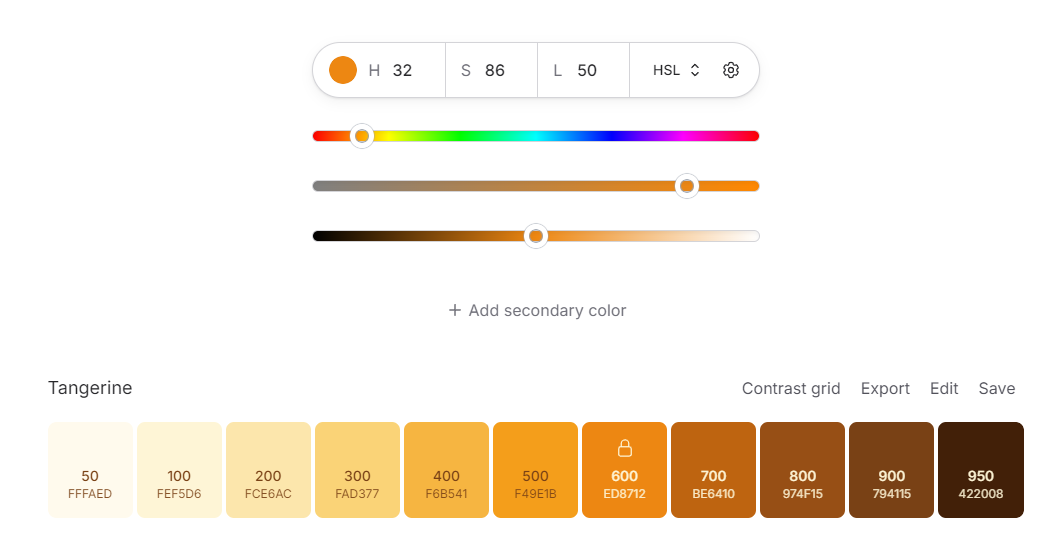 H 32 S 86 L 50 HSL
+ Add secondary color
Tangerine Contrast grid Export Edit Save
50 100 200 300 400 500 600 700 800 900 950
FFFAED FEF5D6 FCE6AC FAD377 F6B541 F49E1B ED8712 BE6410 974F15 794115 422008